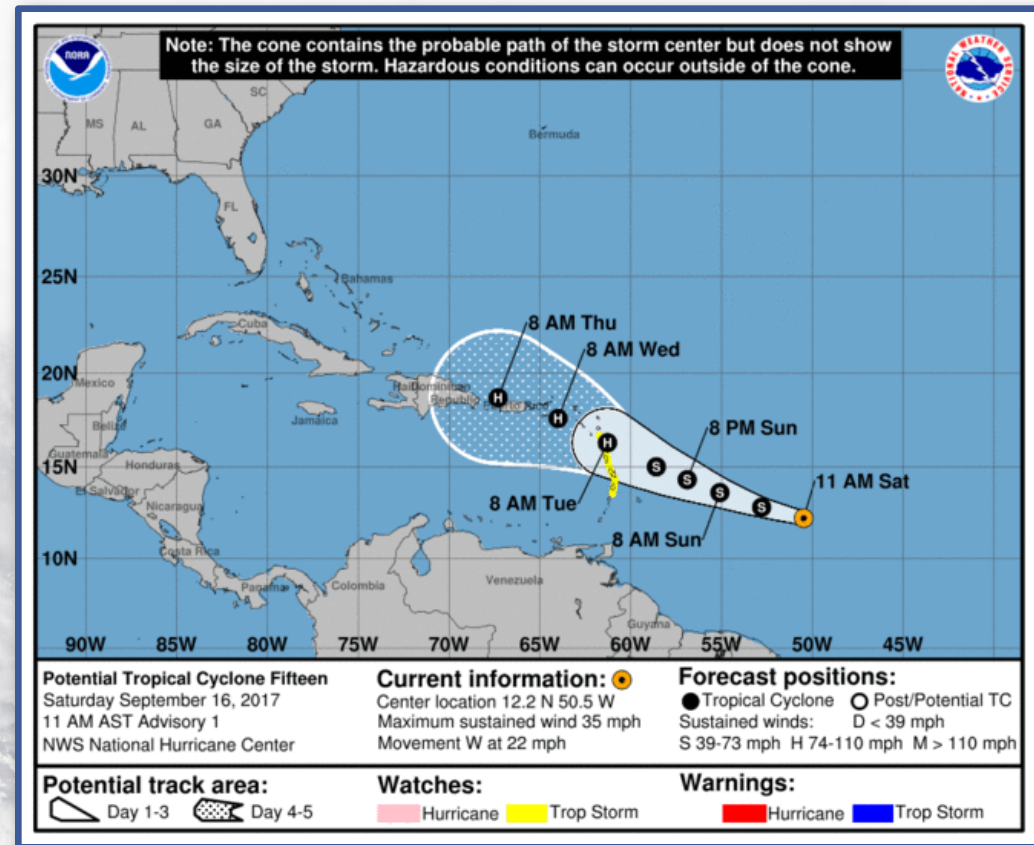 Note: The cone contains the probable path of the storm center but does not show
the size of the storm. Hazardous conditions can occur outside of the cone.
NOAA
NATIONAL WEATHER SERVICE
SC
MS
AL
GA
Bermuda
30N
FL
25N
Bahamas
Cuba
8 AM Thu
8 AM Wed
20N
Mexico
Haiti
Dominican
Republic
Puerto Rico
H
H
Jamaica
Belize
8 PM Sun
H
Guatemala
15N
Honduras
S
S
11 AM Sat
El Salvador
8 AM Tue
S
S
Nicaragua
8 AM Sun
10N
Costa Rica
Panama
Colombia
Venezuela
Guyana
90W 85W 80W 75W 70W 65W 60W 55W 50W 45W
Potential Tropical Cyclone Fifteen
Saturday September 16, 2017
11 AM AST Advisory 1
NWS National Hurricane Center
Current information:
Center location 12.2 N 50.5 W
Maximum sustained wind 35 mph
Movement W at 22 mph
Forecast positions:
Tropical Cyclone Post/Potential TC
Sustained winds: D < 39 mph
S 39-73 mph H 74-110 mph M > 110 mph
Potential track area:
Day 1-3 Day 4-5
Watches:
Hurricane Trop Storm
Warnings:
Hurricane Trop Storm